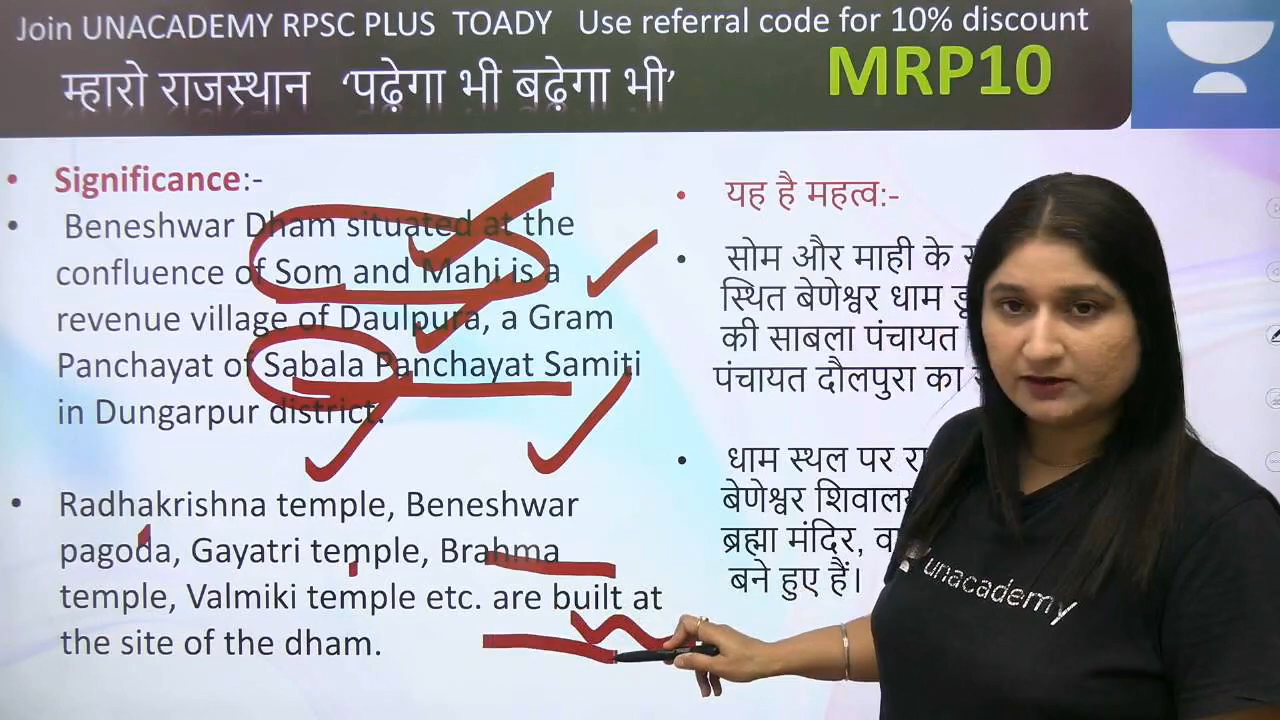 Join UNACADEMY RPSC PLUS TOADY Use referral code for 10% discount
म्हारो राजस्थान 'पढ़ेगा भी बढ़ेगा भी'
MRP10
Significance:-
Beneshwar Dham situated at the
confluence of Som and Mahi is a
revenue village of Daulpura, a Gram
Panchayat of Sabala Panchayat Samiti
in Dungarpur district.
Radhakrishna temple, Beneshwar
pagoda, Gayatri temple, Brahma
temple, Valmiki temple etc. are built at
the site of the dham.
यह है महत्व:-
सोम और माही के
स्थित बेणेश्वर धाम
की साबला पंचायत
पंचायत दौलपुरा का
धाम स्थल पर
बेणेश्वर
ब्रह्मा मंदिर,
बने हुए हैं।
unacademy